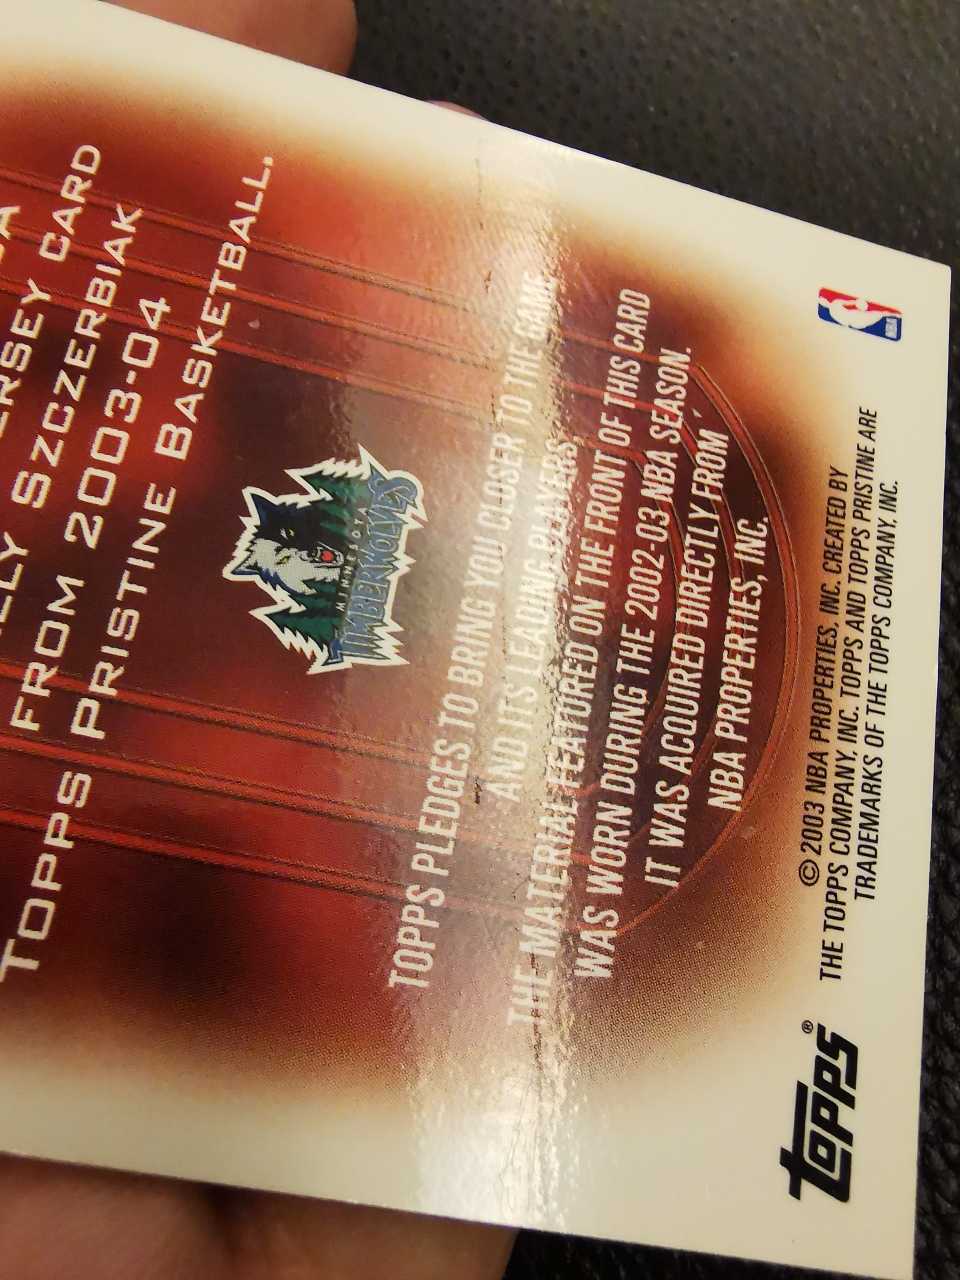 ERSEY CARD
LLY SZCZERBIAK
FROM 2003-04
TOPPS PRISTINE BASKETBALL.
MINNESOTA
TIMBERWOLVES
TOPPS PLEDGES TO BRING YOU CLOSER TO THE GAME
AND ITS LEADING PLAYERS.
THE MATERIAL FEATURED ON THE FRONT OF THIS CARD
WAS WORN DURING THE 2002-03 NBA SEASON.
IT WAS ACQUIRED DIRECTLY FROM
NBA PROPERTIES, INC.
© 2003 NBA PROPERTIES, INC. CREATED BY
THE TOPPS COMPANY, INC. TOPPS AND TOPPS PRISTINE ARE
TRADEMARKS OF THE TOPPS COMPANY, INC.
NBA
TOPPS®